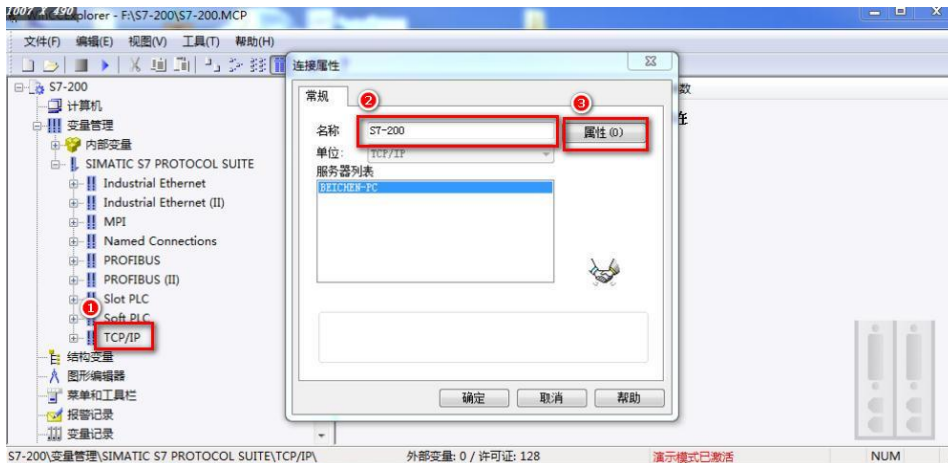 1007 X 490
WinCCExplorer - F:\S7-200\S7-200.MCP
文件(F) 编辑(E) 视图(V) 工具(T) 帮助(H)
S7-200
计算机
变量管理
内部变量
SIMATIC S7 PROTOCOL SUITE
Industrial Ethernet
Industrial Ethernet (II)
MPI
Named Connections
PROFIBUS
PROFIBUS (II)
Slot PLC
Soft PLC
TCP/IP
结构变量
图形编辑器
菜单和工具栏
报警记录
变量记录
1
连接属性
常规
2
3
名称 S7-200 属性(O)
单位: TCP/IP
服务器列表
BEICHEN-PC
确定 取消 帮助
数
S7-200\变量管理\SIMATIC S7 PROTOCOL SUITE\TCP/IP\ 外部变量: 0 / 许可证: 128 演示模式已激活 NUM